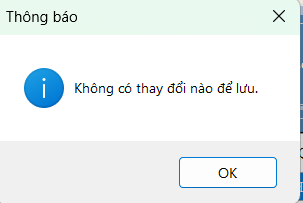 Thông báo
Không có thay đổi nào để lưu.
OK